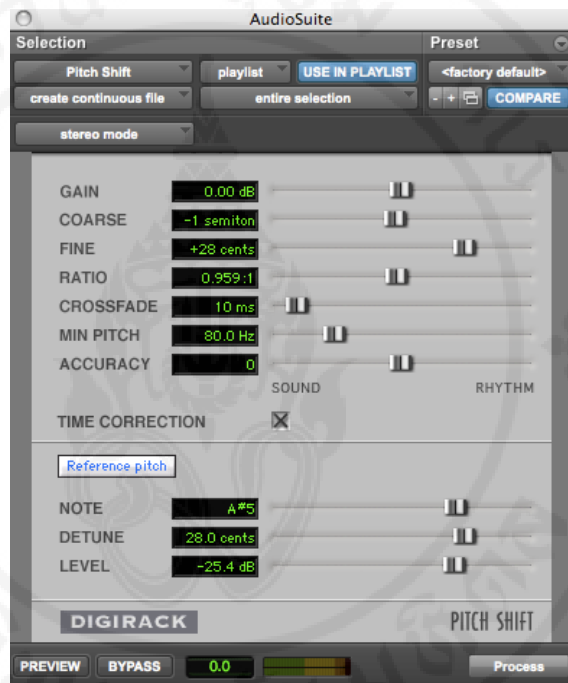 AudioSuite
Selection Preset
Pitch Shift playlist USE IN PLAYLIST <factory default>
create continuous file entire selection - + COMPARE
stereo mode
GAIN 0.00 dB
COARSE -1 semiton
FINE +28 cents
RATIO 0.959:1
CROSSFADE 10 ms
MIN PITCH 80.0 Hz
ACCURACY 0
SOUND RHYTHM
TIME CORRECTION
Reference pitch
NOTE A#5
DETUNE 28.0 cents
LEVEL -25.4 dB
DIGIRACK PITCH SHIFT
PREVIEW BYPASS 0.0 Process